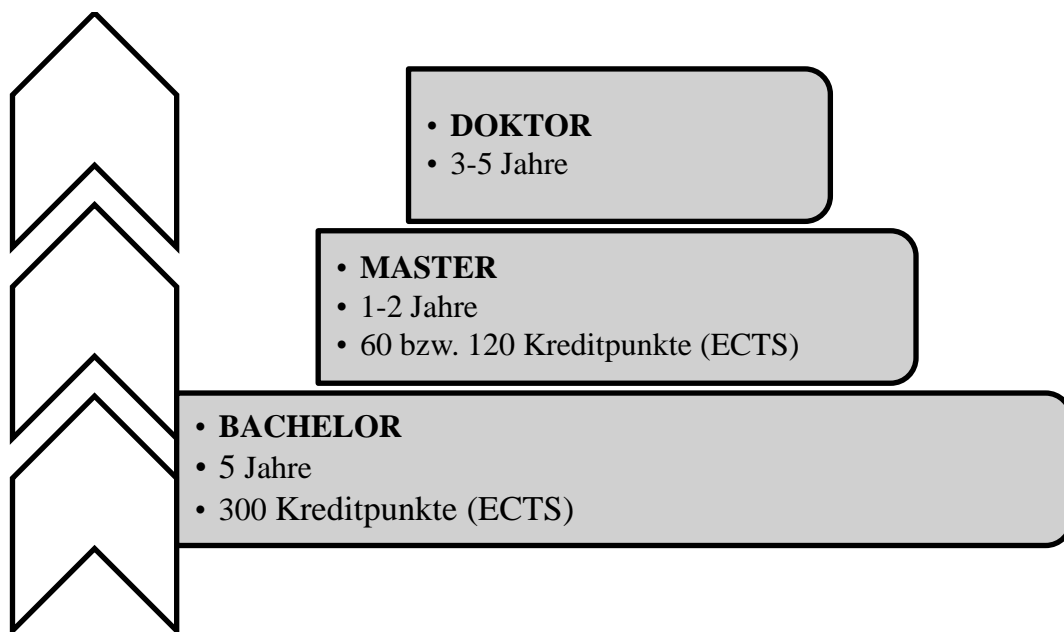 • DOKTOR
• 3-5 Jahre
• MASTER
• 1-2 Jahre
• 60 bzw. 120 Kreditpunkte (ECTS)
• BACHELOR
• 5 Jahre
• 300 Kreditpunkte (ECTS)